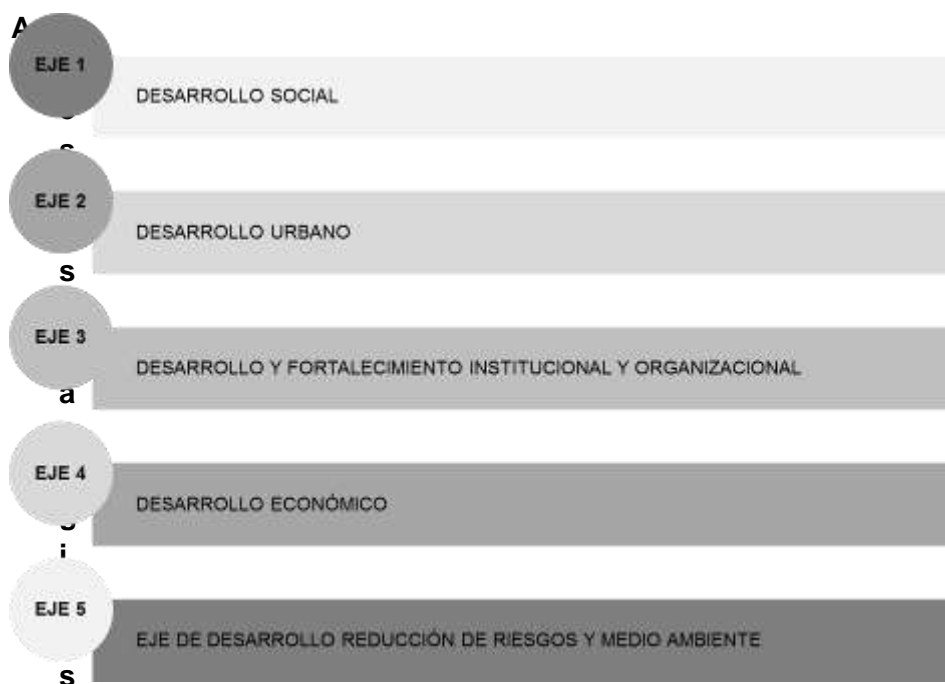 A
EJE 1
DESARROLLO SOCIAL
s
EJE 2
DESARROLLO URBANO
s
EJE 3
DESARROLLO Y FORTALECIMIENTO INSTITUCIONAL Y ORGANIZACIONAL
a
EJE 4
DESARROLLO ECONÓMICO
i
EJE 5
EJE DE DESARROLLO REDUCCIÓN DE RIESGOS Y MEDIO AMBIENTE
s